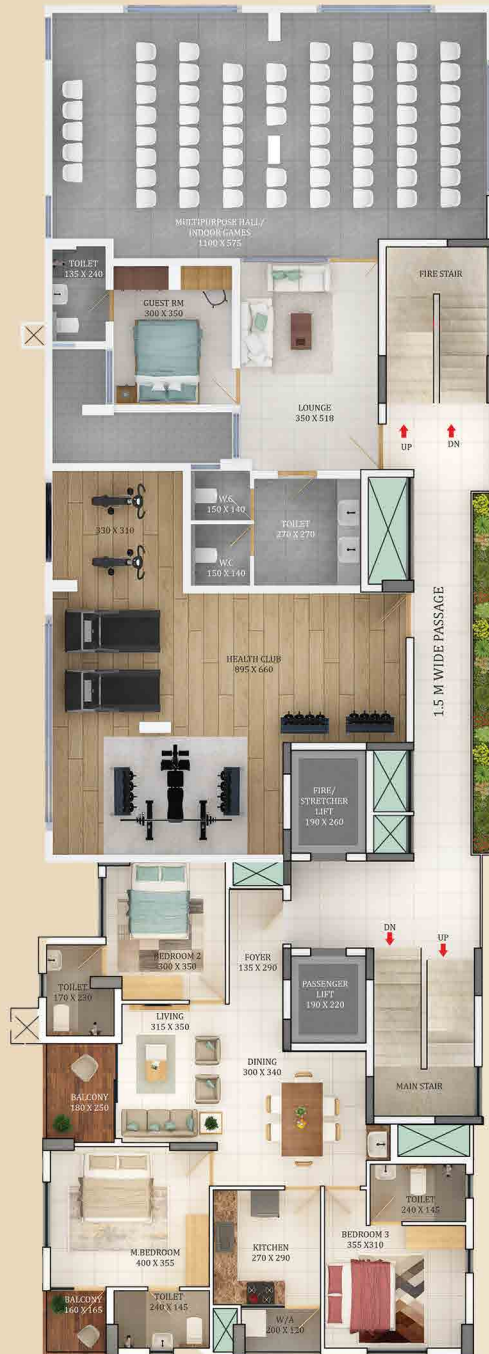 MULTIPURPOSE HALL/
INDOOR GAMES
1100 X 575
TOILET
135 X 240
GUEST RM
300 X 350
FIRE STAIR
LOUNGE
350 X 518
UP
DN
W.C
150 X 140
TOILET
270 X 270
W.C
150 X 140
330 X 310
1.5 M WIDE PASSAGE
HEALTH CLUB
895 X 660
FIRE/
STRETCHER
LIFT
190 X 260
DN
UP
BEDROOM 2
300 X 350
FOYER
135 X 290
TOILET
170 X 230
PASSENGER
LIFT
190 X 220
LIVING
315 X 350
DINING
300 X 340
MAIN STAIR
BALCONY
180 X 250
TOILET
240 X 145
M.BEDROOM
400 X 355
KITCHEN
270 X 290
BEDROOM 3
355 X310
BALCONY
160 X 165
TOILET
240 X 145
W/A
200 X 120